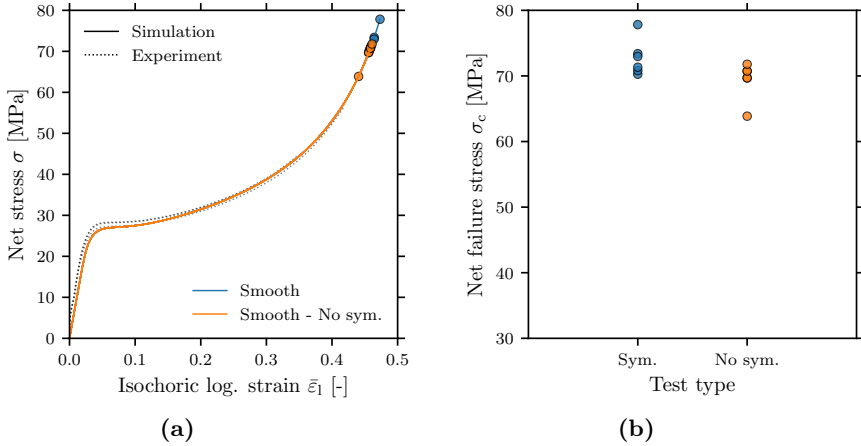 80
70
60
50
40
30
20
10
0
Net stress σ [MPa]
Simulation
Experiment
Smooth
Smooth - No sym.
0.0 0.1 0.2 0.3 0.4 0.5
Isochoric log. strain ε̄₁ [-]
(a)
80
70
60
50
40
30
Net failure stress σc [MPa]
Sym. No sym.
Test type
(b)